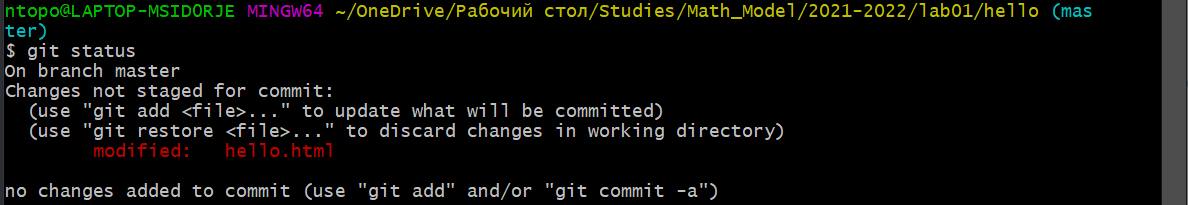 ntopo@LAPTOP-MSIDORJE MINGW64 ~/OneDrive/Рабочий стол/Studies/Math_Model/2021-2022/lab01/hello (mas
ter)
$ git status
On branch master
Changes not staged for commit:
  (use "git add <file>..." to update what will be committed)
  (use "git restore <file>..." to discard changes in working directory)
        modified:   hello.html
no changes added to commit (use "git add" and/or "git commit -a")